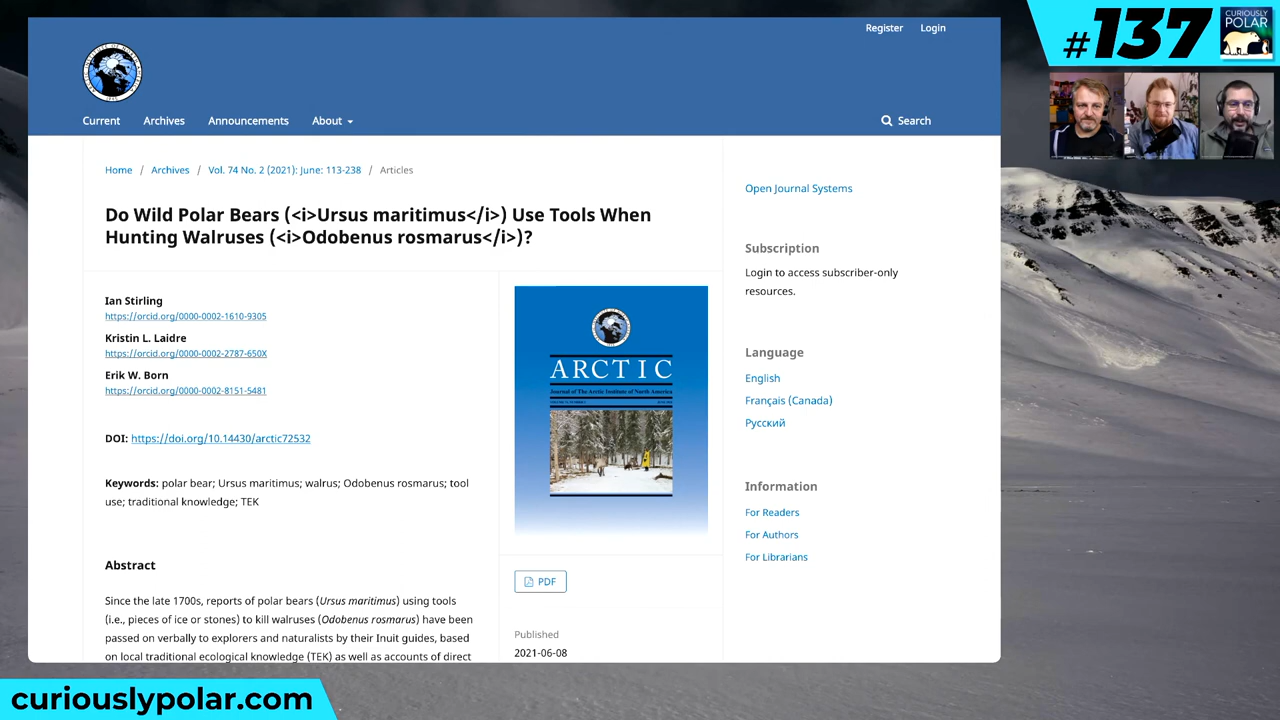 Register Login
#137
CURIOUSLY
POLAR
Current Archives Announcements About Search
Home / Archives / Vol. 74 No. 2 (2021): June: 113-238 / Articles
Do Wild Polar Bears (<i>Ursus maritimus</i>) Use Tools When
Hunting Walruses (<i>Odobenus rosmarus</i>)?
Ian Stirling
https://orcid.org/0000-0002-1610-9305
Kristin L. Laidre
https://orcid.org/0000-0002-2787-650X
Erik W. Born
https://orcid.org/0000-0002-8151-5481
DOI: https://doi.org/10.14430/arctic72532
Keywords: polar bear; Ursus maritimus; walrus; Odobenus rosmarus; tool
use; traditional knowledge; TEK
Abstract
Since the late 1700s, reports of polar bears (Ursus maritimus) using tools
(i.e., pieces of ice or stones) to kill walruses (Odobenus rosmarus) have been
passed on verbally to explorers and naturalists by their Inuit guides, based
on local traditional ecological knowledge (TEK) as well as accounts of direct
ARCTIC
Journal of The Arctic Institute of North America
PDF
Published
2021-06-08
Open Journal Systems
Subscription
Login to access subscriber-only
resources.
Language
English
Français (Canada)
Русский
Information
For Readers
For Authors
For Librarians
curiouslypolar.com